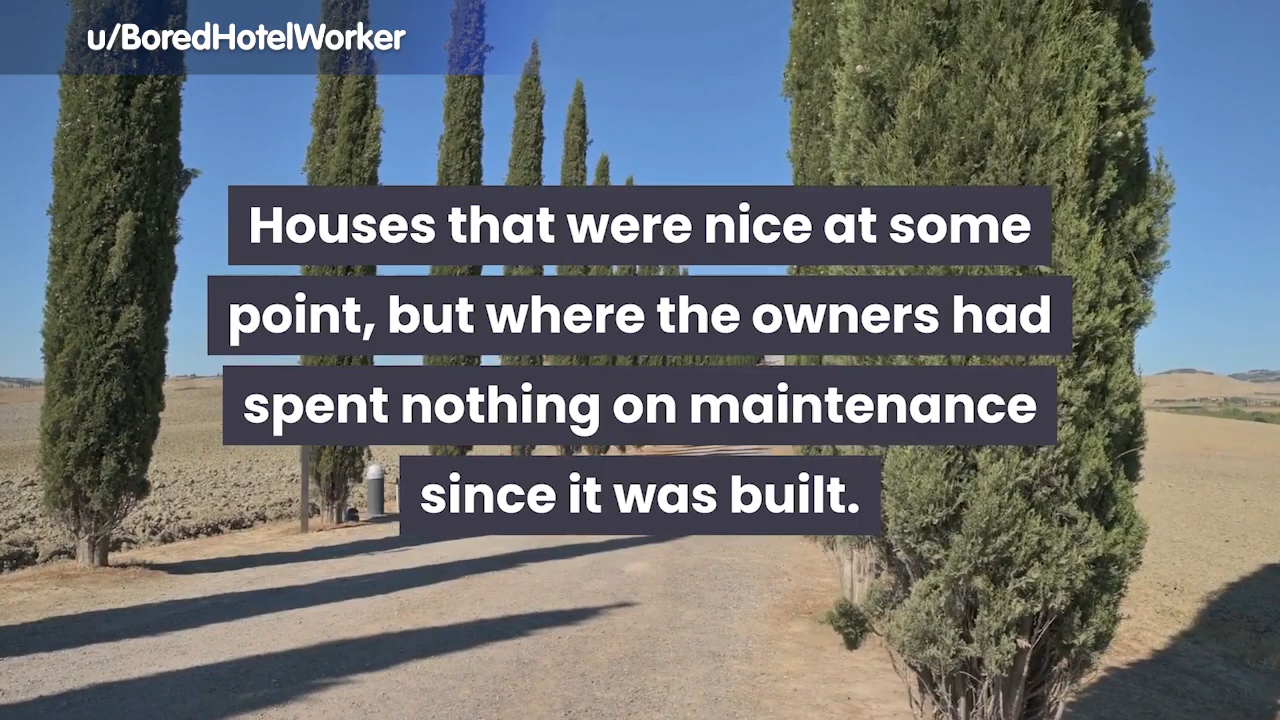 u/BoredHotelWorker
Houses that were nice at some
point, but where the owners had
spent nothing on maintenance
since it was built.